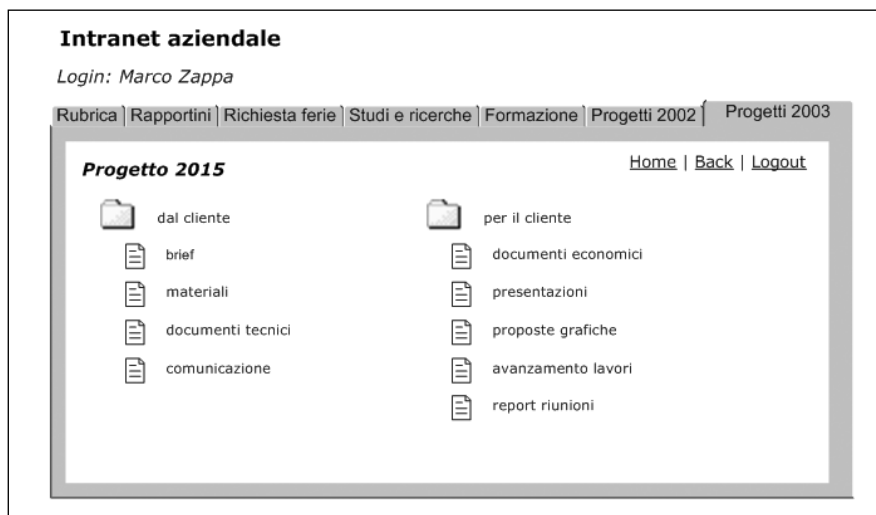 Intranet aziendale
Login: Marco Zappa
Rubrica Rapportini Richiesta ferie Studi e ricerche Formazione Progetti 2002 Progetti 2003
Progetto 2015
Home | Back | Logout
dal cliente
brief
materiali
documenti tecnici
comunicazione
per il cliente
documenti economici
presentazioni
proposte grafiche
avanzamento lavori
report riunioni